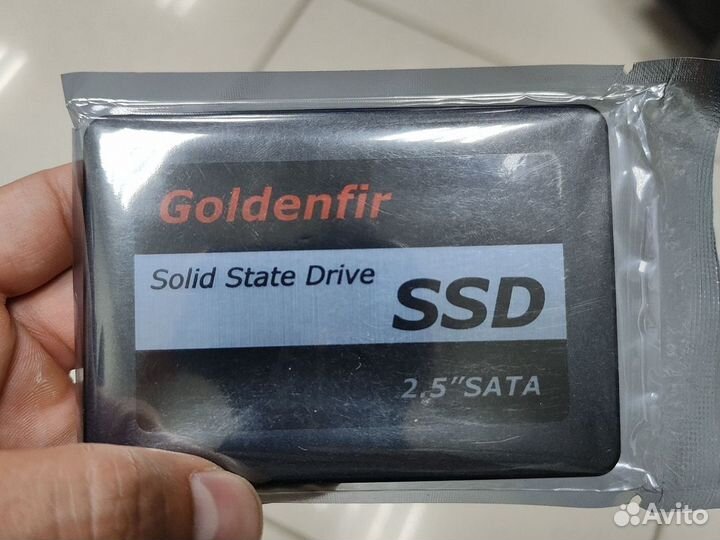 Goldenfir
Solid State Drive
SSD
2.5"SATA
Avito